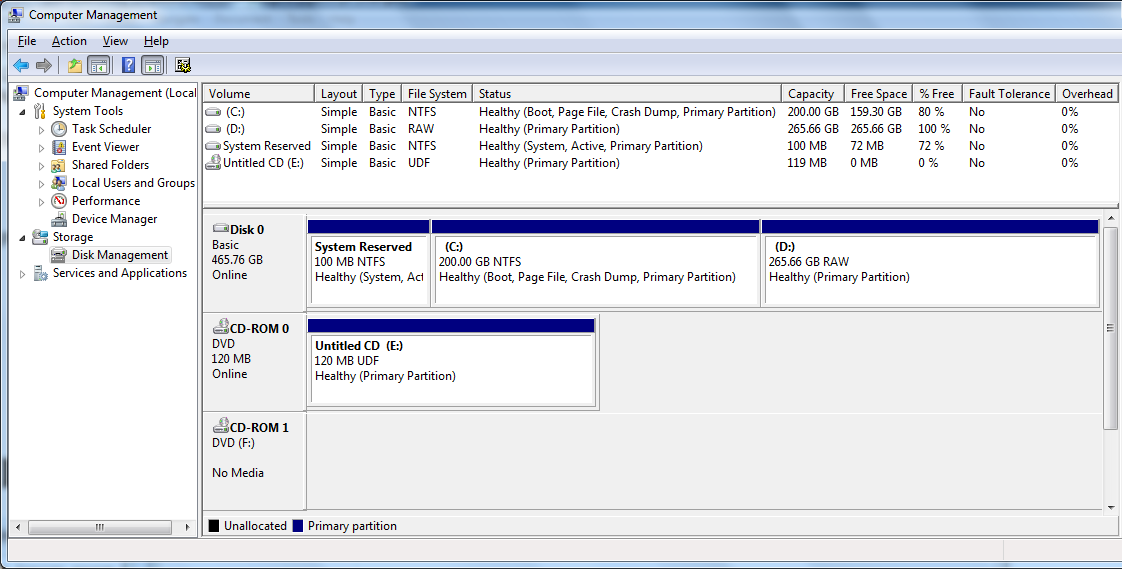 Computer Management
File Action View Help
Computer Management (Local
System Tools
Task Scheduler
Event Viewer
Shared Folders
Local Users and Groups
Performance
Device Manager
Storage
Disk Management
Services and Applications
Volume Layout Type File System Status Capacity Free Space % Free Fault Tolerance Overhead
(C:) Simple Basic NTFS Healthy (Boot, Page File, Crash Dump, Primary Partition) 200.00 GB 159.30 GB 80 % No 0%
(D:) Simple Basic RAW Healthy (Primary Partition) 265.66 GB 265.66 GB 100 % No 0%
System Reserved Simple Basic NTFS Healthy (System, Active, Primary Partition) 100 MB 72 MB 72 % No 0%
Untitled CD (E:) Simple Basic UDF Healthy (Primary Partition) 119 MB 0 MB 0 % No 0%
Disk 0
Basic
465.76 GB
Online
System Reserved
100 MB NTFS
Healthy (System, Act
(C:)
200.00 GB NTFS
Healthy (Boot, Page File, Crash Dump, Primary Partition)
(D:)
265.66 GB RAW
Healthy (Primary Partition)
CD-ROM 0
DVD
120 MB
Online
Untitled CD (E:)
120 MB UDF
Healthy (Primary Partition)
CD-ROM 1
DVD (F:)
No Media
Unallocated Primary partition